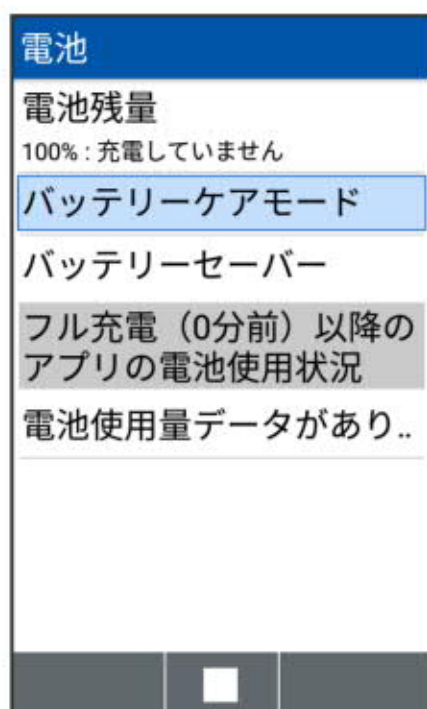 電池
電池残量
100% : 充電していません
バッテリーケアモード
バッテリーセーバー
フル充電（0分前）以降の
アプリの電池使用状況
電池使用量データがあり..